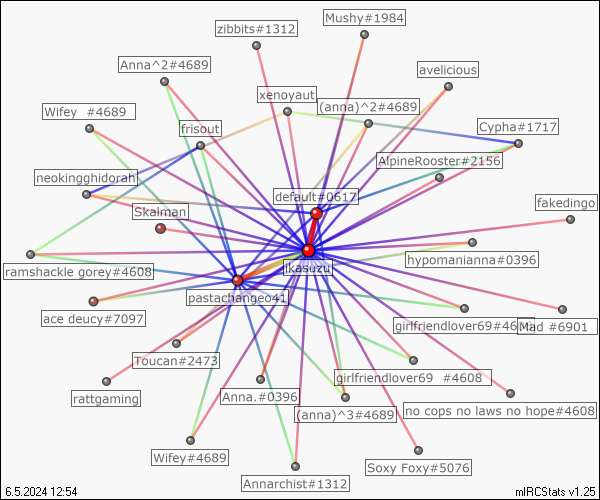 Mushy#1984
zibbits#1312
Anna^2#4689
avelicious
xenoyaut
(anna)^2#4689
Wifey  #4689
frisout
Cypha#1717
AlpineRooster#2156
neokingghidorah
default#0617
Skalman
fakedingo
ikasuzu
hypomanianna#0396
ramshackle gorey#4608
pastachange041
ace deucy#7097
girlfriendlover69#4608
Mad #6901
Toucan#2473
girlfriendlover69  #4608
rattgaming
Anna.#0396
(anna)^3#4689
no cops no laws no hope#4608
Wifey#4689
Soxy Foxy#5076
Annarchist#1312
6.5.2024 12:54
mIRCStats v1.25